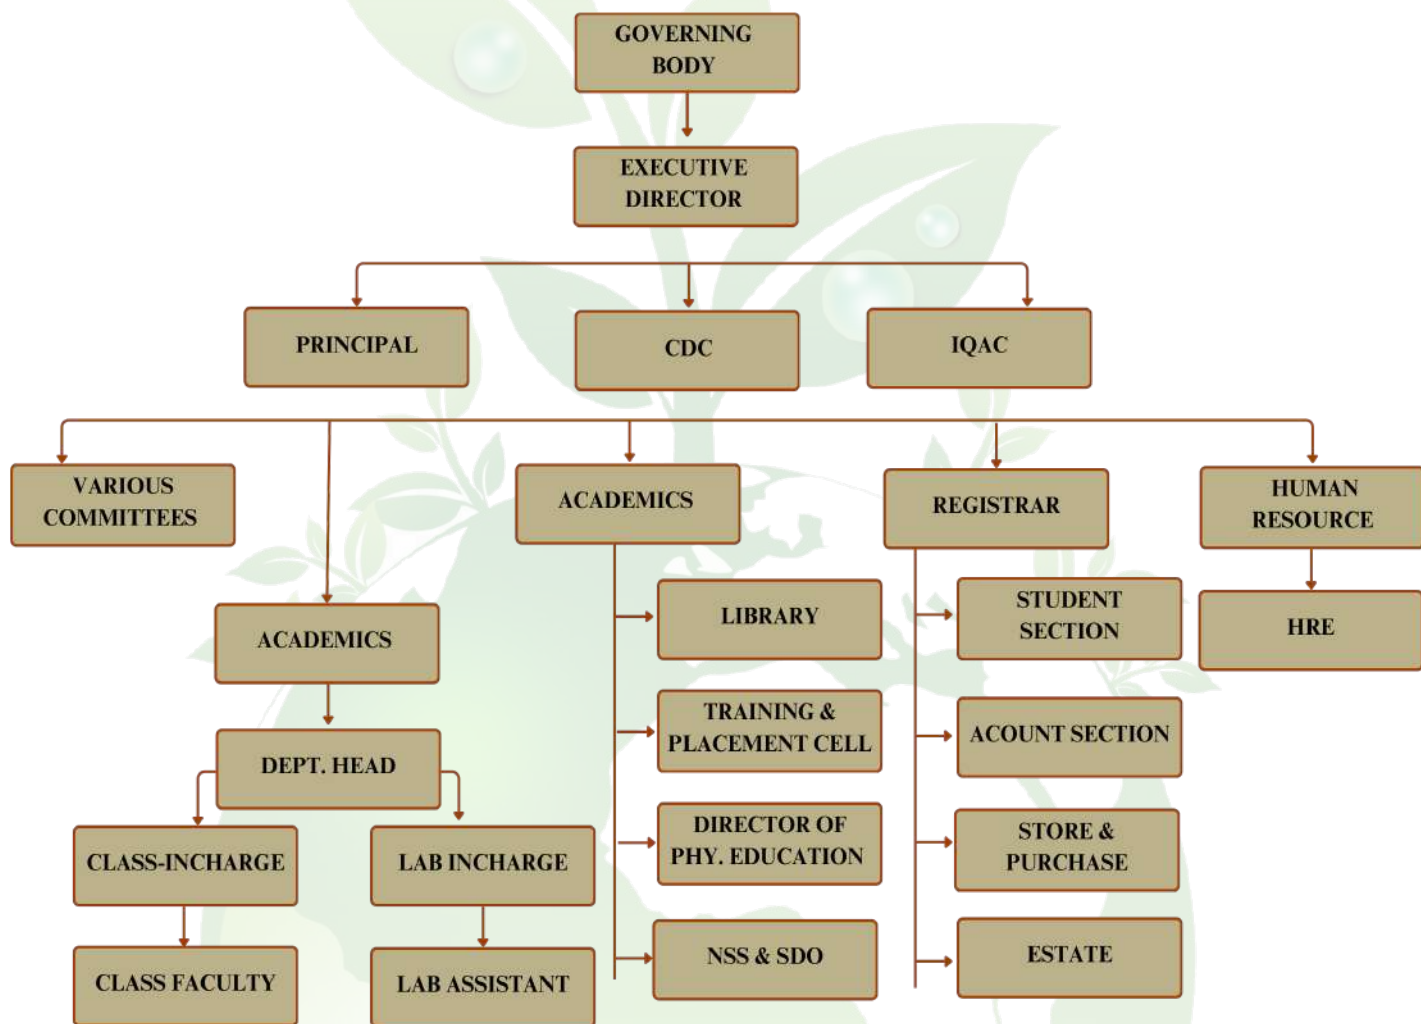 GOVERNING
BODY
EXECUTIVE
DIRECTOR
PRINCIPAL
CDC
IQAC
VARIOUS
COMMITTEES
ACADEMICS
REGISTRAR
HUMAN
RESOURCE
ACADEMICS
DEPT. HEAD
CLASS-INCHARGE
LAB INCHARGE
CLASS FACULTY
LAB ASSISTANT
LIBRARY
TRAINING &
PLACEMENT CELL
DIRECTOR OF
PHY. EDUCATION
NSS & SDO
STUDENT
SECTION
ACOUNT SECTION
STORE &
PURCHASE
ESTATE
HRE